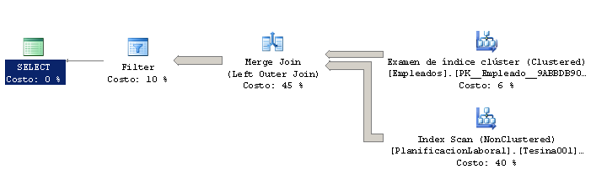 SELECT
Costo: 0 %
Filter
Costo: 10 %
Merge Join
(Left Outer Join)
Costo: 45 %
Examen de índice clúster (Clustered)
[Empleados].[PK__Empleado__9ABBDB90…
Costo: 6 %
Index Scan (NonClustered)
[PlanificacionLaboral].[Tesina001]…
Costo: 40 %